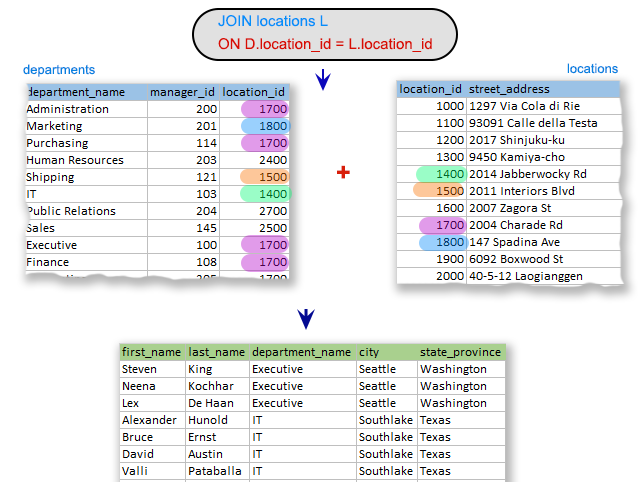 JOIN locations L
ON D.location_id = L.location_id
departments
department_name manager_id location_id
Administration 200 1700
Marketing 201 1800
Purchasing 114 1700
Human Resources 203 2400
Shipping 121 1500
IT 103 1400
Public Relations 204 2700
Sales 145 2500
Executive 100 1700
Finance 108 1700
205 1700
+
locations
location_id street_address
1000 1297 Via Cola di Rie
1100 93091 Calle della Testa
1200 2017 Shinjuku-ku
1300 9450 Kamiya-cho
1400 2014 Jabberwocky Rd
1500 2011 Interiors Blvd
1600 2007 Zagora St
1700 2004 Charade Rd
1800 147 Spadina Ave
1900 6092 Boxwood St
2000 40-5-12 Laogianggen
first_name last_name department_name city state_province
Steven King Executive Seattle Washington
Neena Kochhar Executive Seattle Washington
Lex De Haan Executive Seattle Washington
Alexander Hunold IT Southlake Texas
Bruce Ernst IT Southlake Texas
David Austin IT Southlake Texas
Valli Pataballa IT Southlake Texas